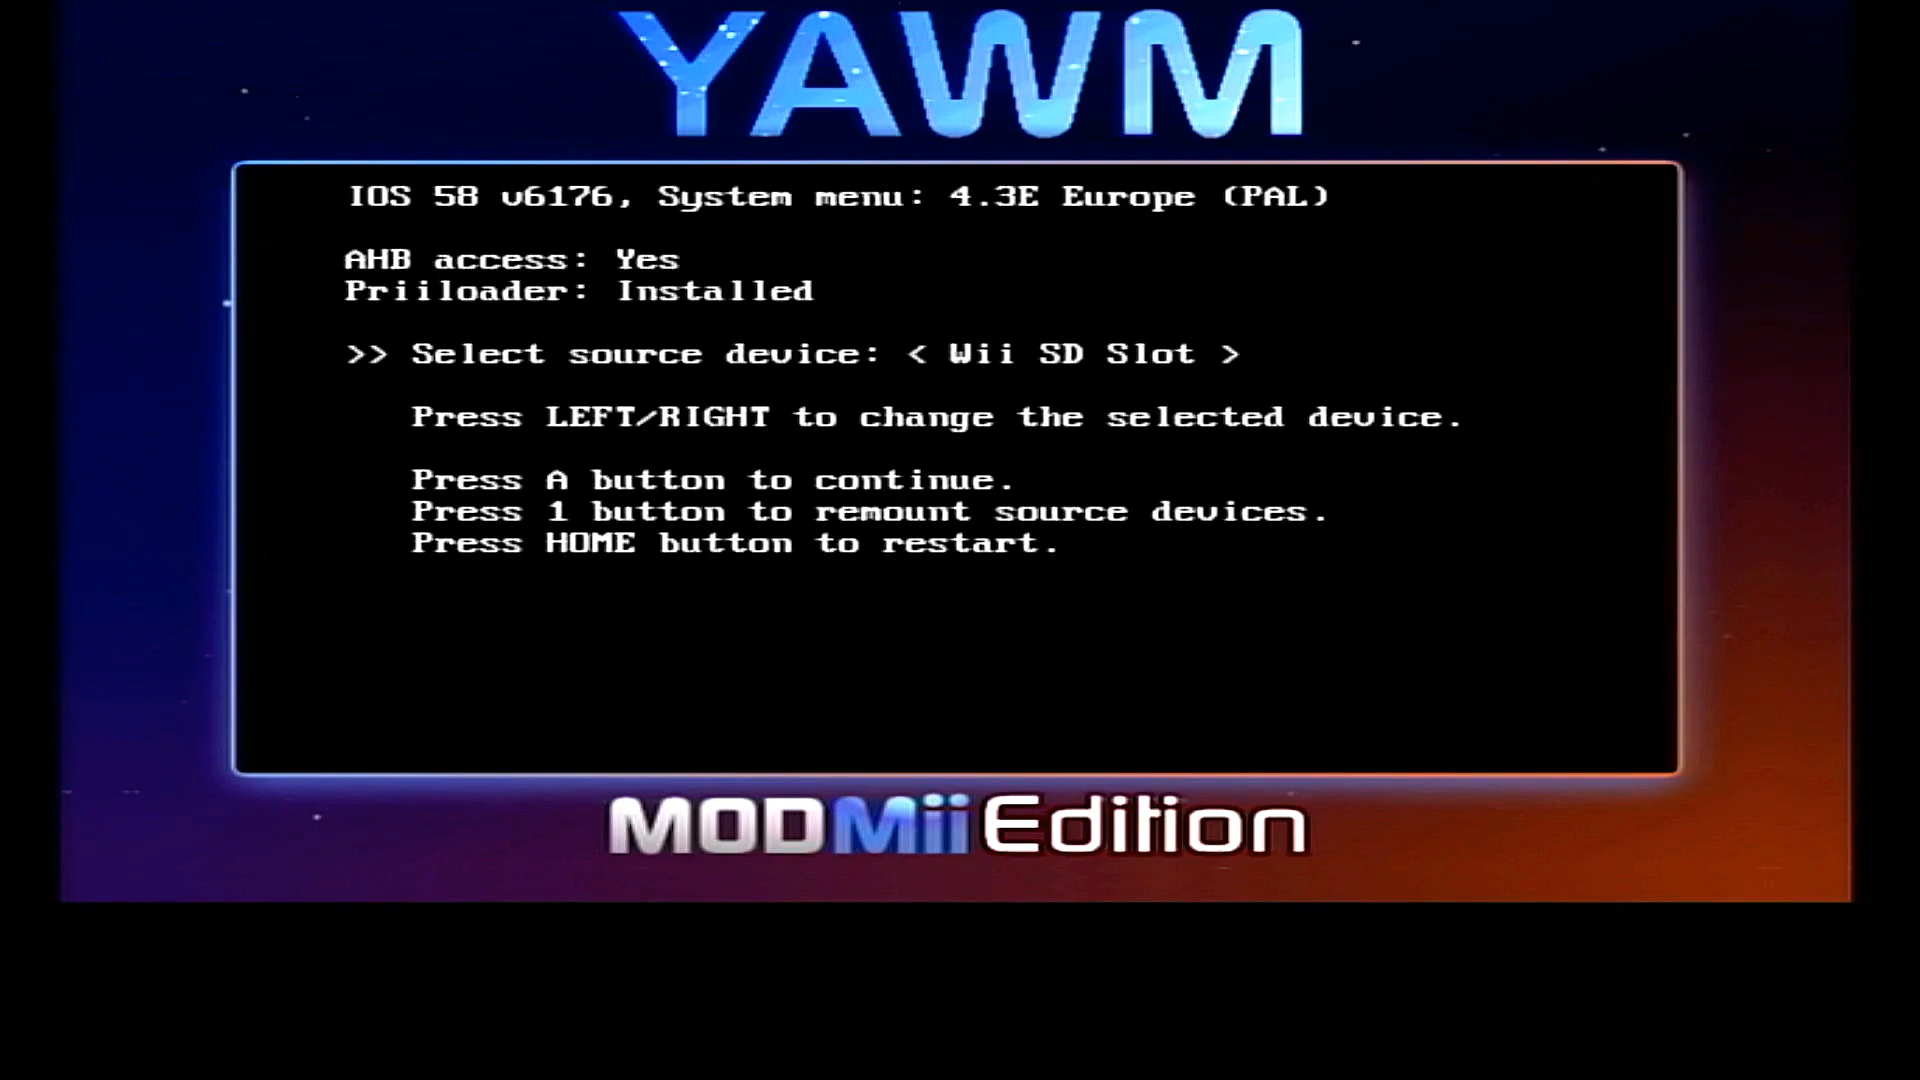 YAWM
IOS 58 v6176, System menu: 4.3E Europe (PAL)
AHB access: Yes
Priiloader: Installed
>> Select source device: < Wii SD Slot >
Press LEFT/RIGHT to change the selected device.
Press A button to continue.
Press 1 button to remount source devices.
Press HOME button to restart.
MODMii Edition